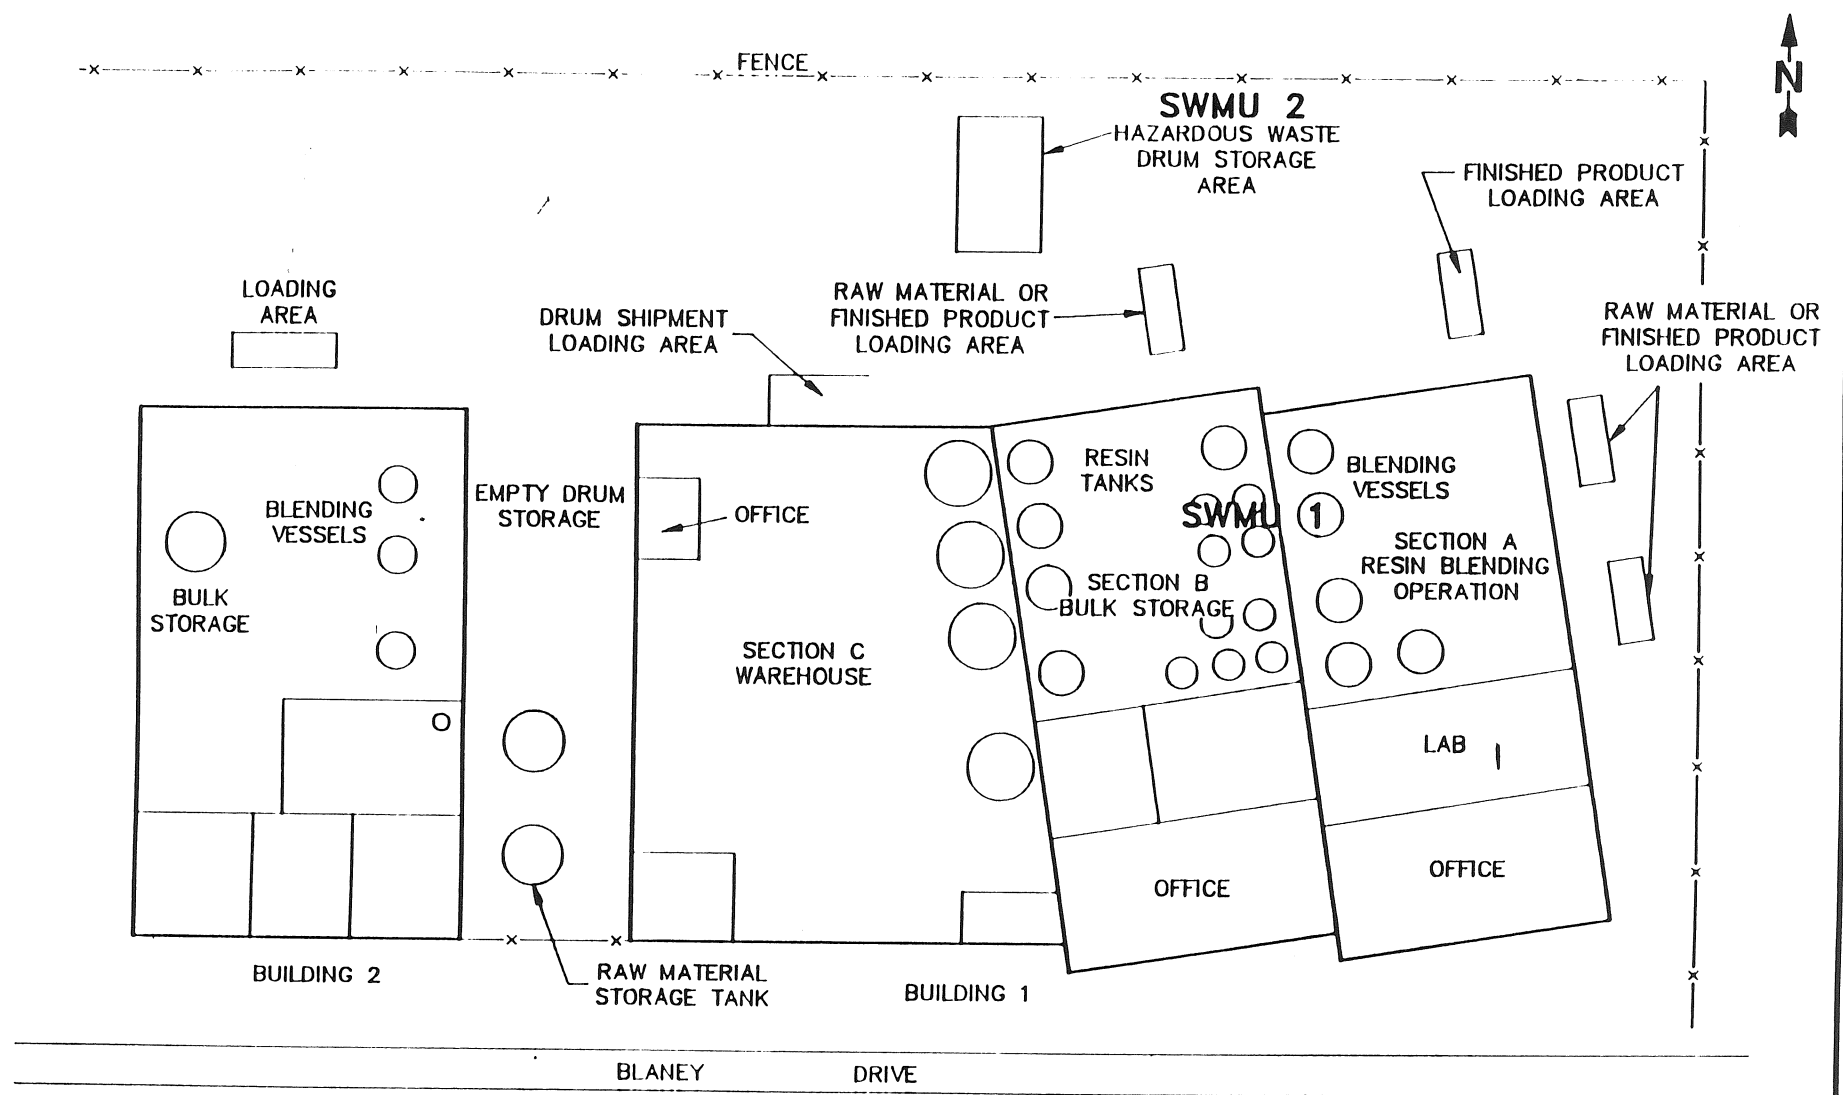 FENCE
N
SWMU 2
HAZARDOUS WASTE
DRUM STORAGE
AREA
FINISHED PRODUCT
LOADING AREA
LOADING
AREA
DRUM SHIPMENT
LOADING AREA
RAW MATERIAL OR
FINISHED PRODUCT
LOADING AREA
RAW MATERIAL OR
FINISHED PRODUCT
LOADING AREA
BLENDING
VESSELS
BULK
STORAGE
EMPTY DRUM
STORAGE
OFFICE
RESIN
TANKS
BLENDING
VESSELS
SWMU 1
SECTION A
RESIN BLENDING
OPERATION
SECTION B
BULK STORAGE
SECTION C
WAREHOUSE
LAB
OFFICE
OFFICE
BUILDING 2
RAW MATERIAL
STORAGE TANK
BUILDING 1
BLANEY DRIVE